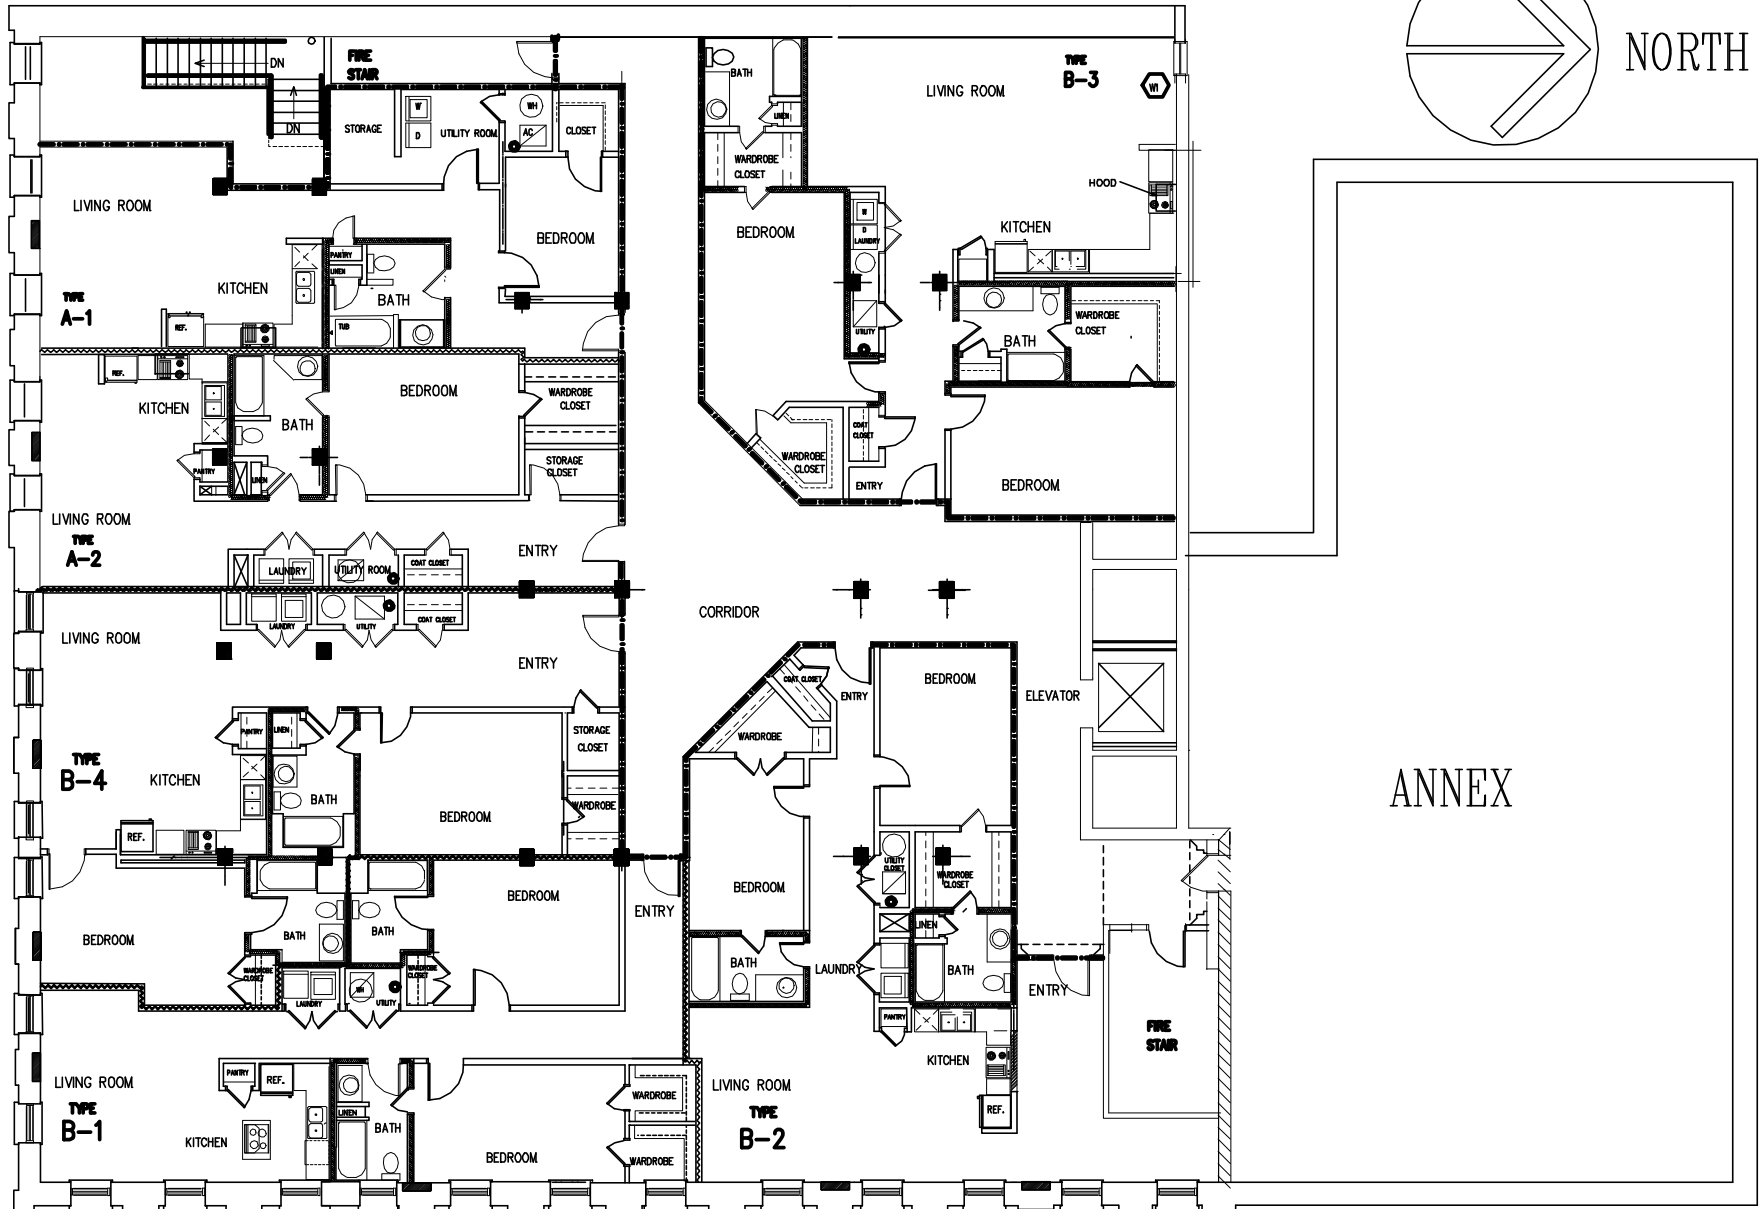 NORTH
ANNEX
DN
DN
FIRE
STAIR
STORAGE
W
D
UTILITY ROOM
WH
AC
CLOSET
LIVING ROOM
BEDROOM
PANTRY
LINEN
KITCHEN
BATH
TYPE
A-1
REF.
TUB
BATH
LINEN
WARDROBE
CLOSET
LIVING ROOM
TYPE
B-3
W1
HOOD
BEDROOM
W
D
LAUNDRY
KITCHEN
UTILITY
BATH
WARDROBE
CLOSET
COAT
CLOSET
WARDROBE
CLOSET
ENTRY
BEDROOM
REF.
KITCHEN
BATH
BEDROOM
WARDROBE
CLOSET
PANTRY
LINEN
STORAGE
CLOSET
LIVING ROOM
TYPE
A-2
LAUNDRY
UTILITY ROOM
COAT CLOSET
ENTRY
CORRIDOR
LIVING ROOM
LAUNDRY
UTILITY
COAT CLOSET
ENTRY
PANTRY
LINEN
STORAGE
CLOSET
TYPE
B-4
KITCHEN
BATH
BEDROOM
WARDROBE
REF.
COAT CLOSET
ENTRY
BEDROOM
ELEVATOR
WARDROBE
UTILITY
CLOSET
WARDROBE
CLOSET
BEDROOM
LINEN
BATH
LAUNDRY
BATH
ENTRY
PANTRY
KITCHEN
REF.
FIRE
STAIR
LIVING ROOM
TYPE
B-2
BEDROOM
BATH
BATH
BEDROOM
ENTRY
WARDROBE
CLOSET
LAUNDRY
WH
UTILITY
WARDROBE
CLOSET
LIVING ROOM
TYPE
B-1
PANTRY
REF.
KITCHEN
LINEN
BATH
BEDROOM
WARDROBE
WARDROBE